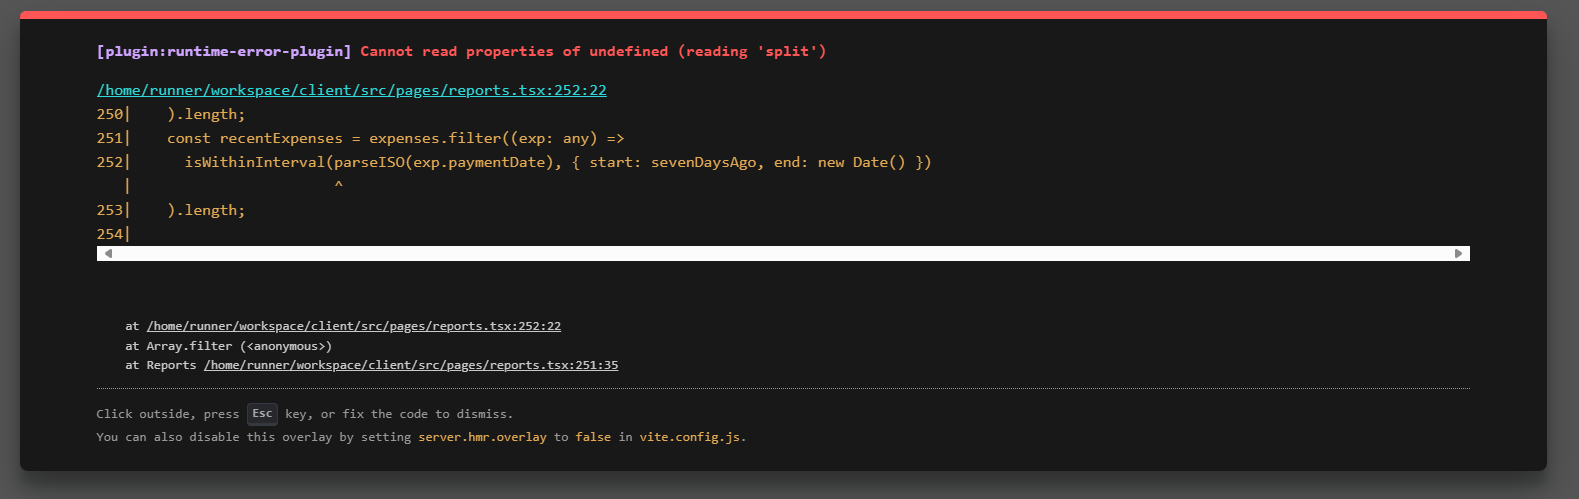 [plugin:runtime-error-plugin] Cannot read properties of undefined (reading 'split')
/home/runner/workspace/client/src/pages/reports.tsx:252:22
250|    ).length;
251|    const recentExpenses = expenses.filter((exp: any) =>
252|      isWithinInterval(parseISO(exp.paymentDate), { start: sevenDaysAgo, end: new Date() })
   |                       ^
253|    ).length;
254|
at /home/runner/workspace/client/src/pages/reports.tsx:252:22
at Array.filter (<anonymous>)
at Reports /home/runner/workspace/client/src/pages/reports.tsx:251:35
Click outside, press Esc key, or fix the code to dismiss.
You can also disable this overlay by setting server.hmr.overlay to false in vite.config.js.